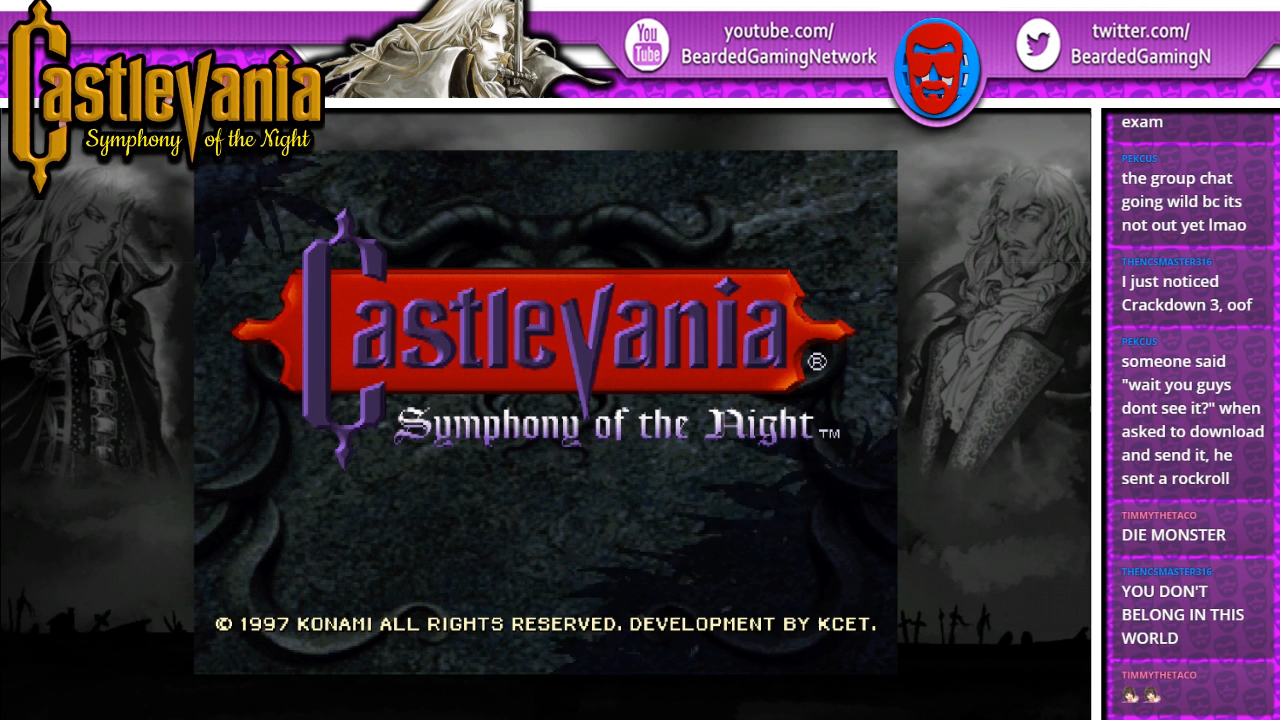 Castlevania
Symphony of the Night
You
Tube
youtube.com/
BeardedGamingNetwork
twitter.com/
BeardedGamingN
Castlevania®
Symphony of the Night™
© 1997 KONAMI ALL RIGHTS RESERVED. DEVELOPMENT BY KCET.
exam
PEKCUS
the group chat
going wild bc its
not out yet lmao
THENCSMASTER316
I just noticed
Crackdown 3, oof
PEKCUS
someone said
"wait you guys
dont see it?" when
asked to download
and send it, he
sent a rockroll
TIMMYTHETACO
DIE MONSTER
THENCSMASTER316
YOU DON'T
BELONG IN THIS
WORLD
TIMMYTHETACO